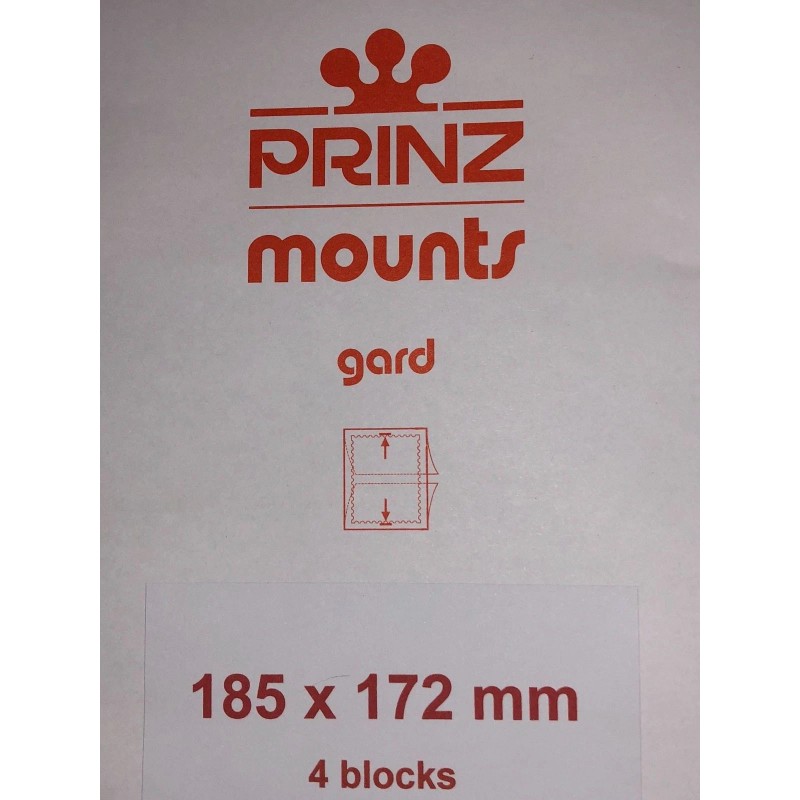 PRINZ
mounts
gard
185 x 172 mm
4 blocks